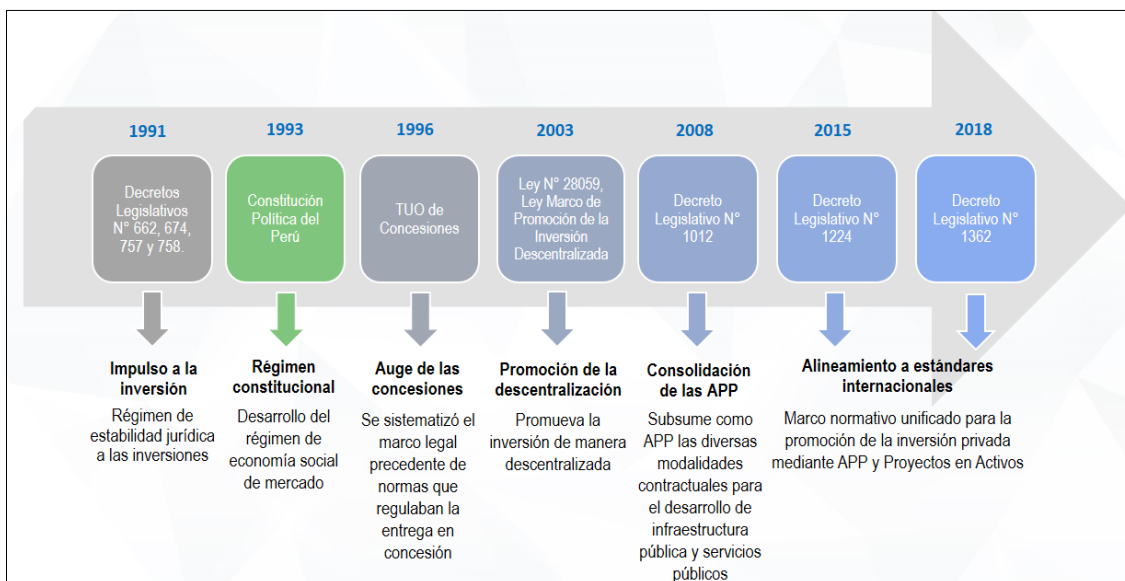 1991
1993
1996
2003
2008
2015
2018
Decretos
Legislativos
N° 662, 674,
757 y 758.
Constitución
Política del
Perú
TUO de
Concesiones
Ley N° 28059,
Ley Marco de
Promoción de la
Inversión
Descentralizada
Decreto
Legislativo N°
1012
Decreto
Legislativo N°
1224
Decreto
Legislativo N°
1362
Impulso a la
inversión
Régimen de
estabilidad jurídica
a las inversiones
Régimen
constitucional
Desarrollo del
régimen de
economía social
de mercado
Auge de las
concesiones
Se sistematizó el
marco legal
precedente de
normas que
regulaban la
entrega en
concesión
Promoción de la
descentralización
Promueva la
inversión de manera
descentralizada
Consolidación
de las APP
Subsume como
APP las diversas
modalidades
contractuales para
el desarrollo de
infraestructura
pública y servicios
públicos
Alineamiento a estándares
internacionales
Marco normativo unificado para la
promoción de la inversión privada
mediante APP y Proyectos en Activos